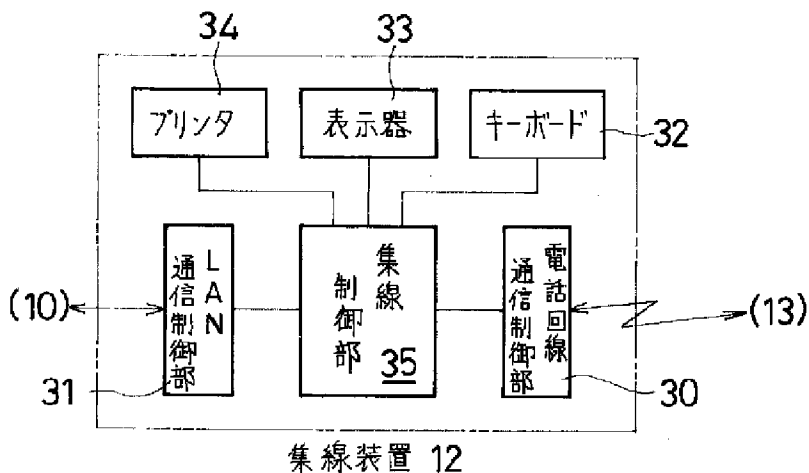 34
33
プリンタ
表示器
キーボード
32
集線
制御部
35
LAN
通信制御部
31
電話回線
通信制御部
30
(10)
(13)
集線装置 12